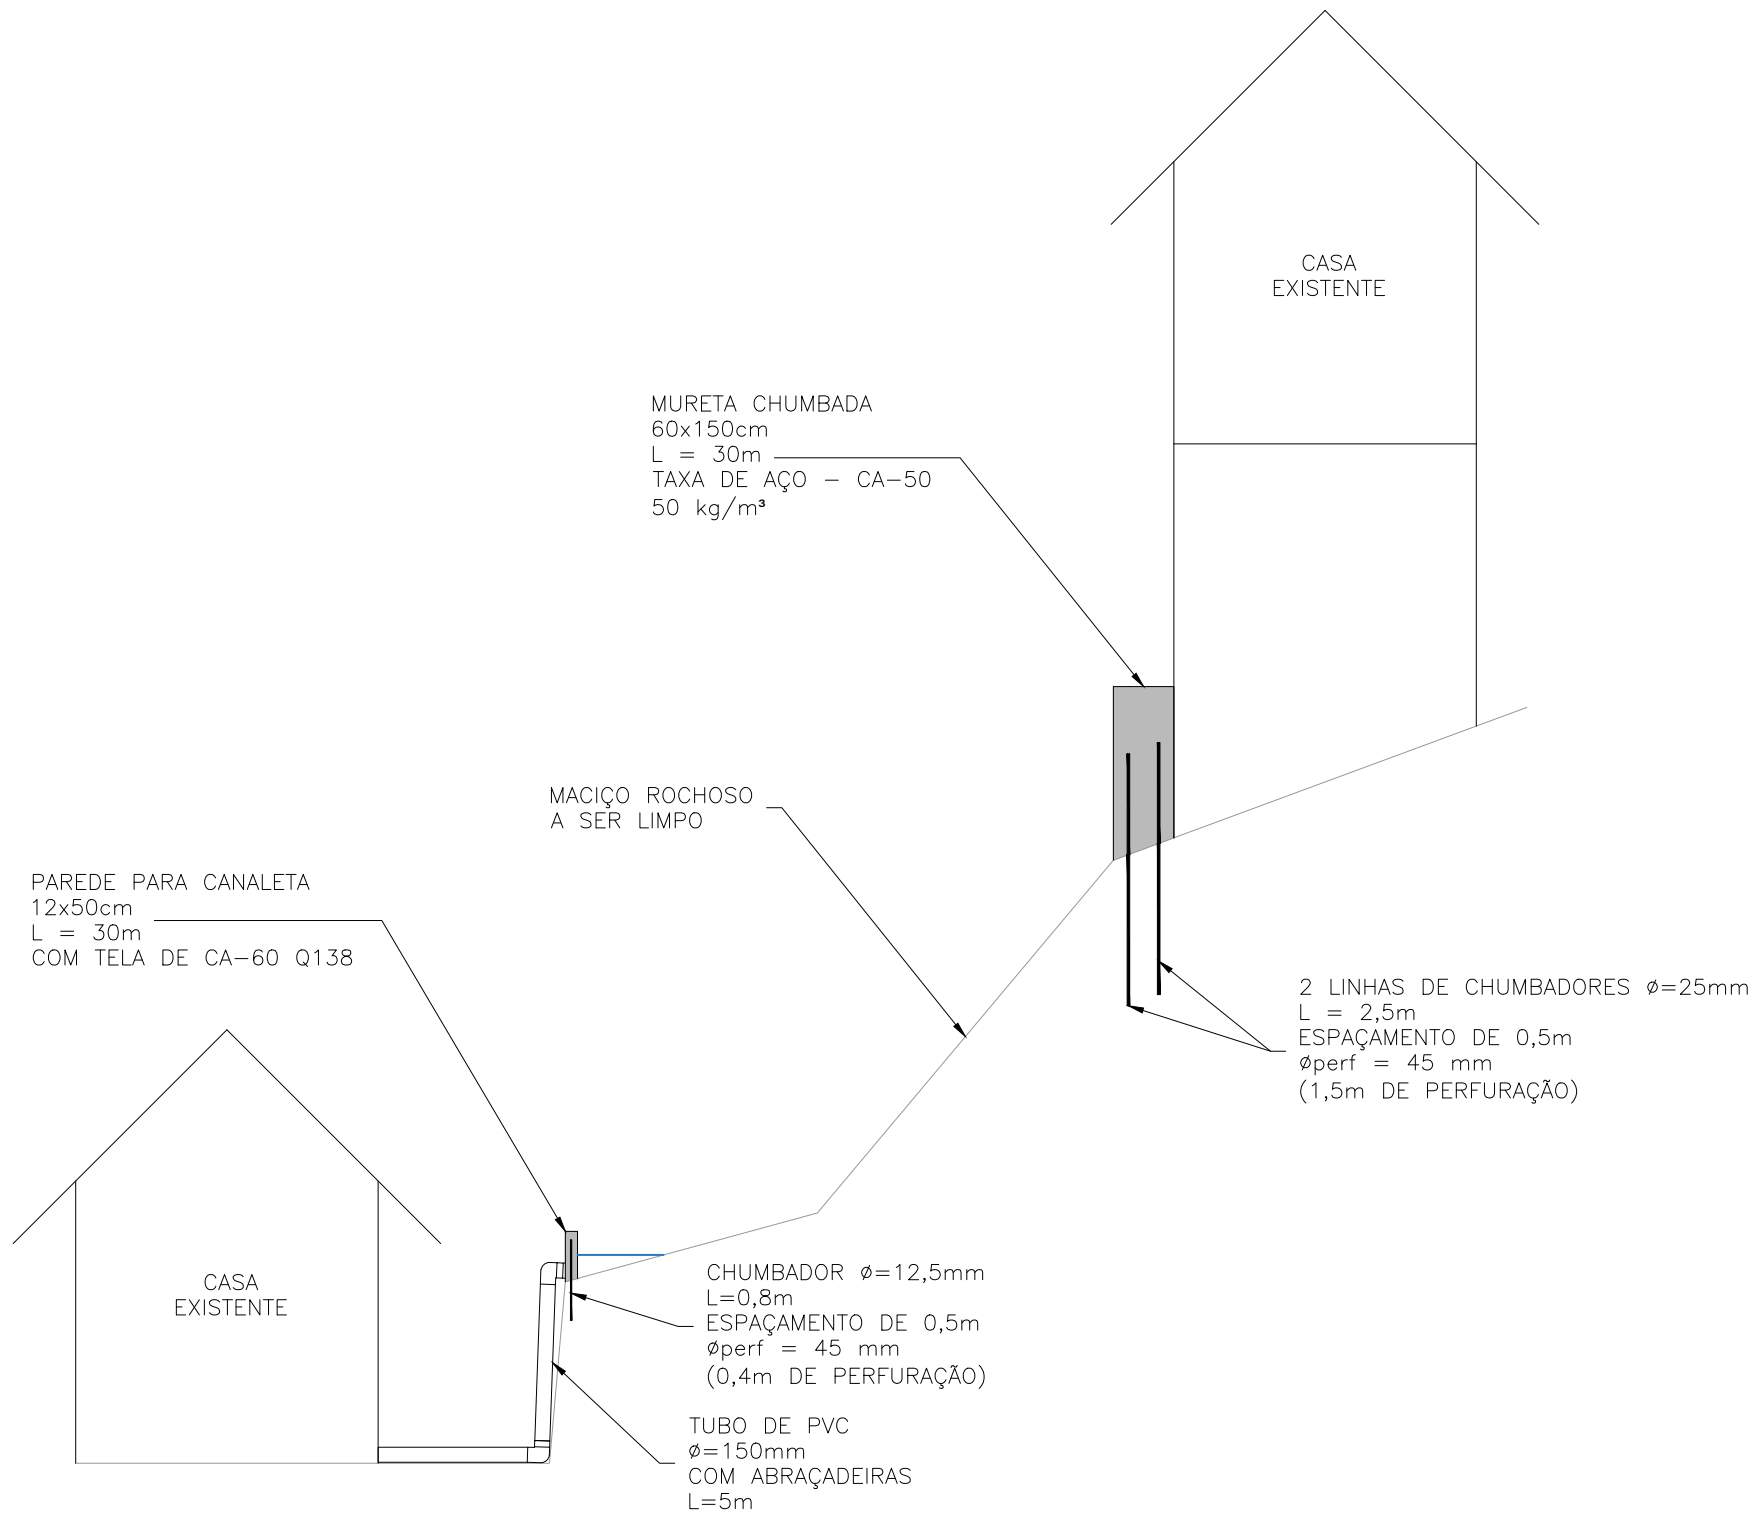 CASA
EXISTENTE
MURETA CHUMBADA
60x150cm
L = 30m
TAXA DE AÇO – CA–50
50 kg/m³
MACIÇO ROCHOSO
A SER LIMPO
PAREDE PARA CANALETA
12x50cm
L = 30m
COM TELA DE CA–60 Q138
2 LINHAS DE CHUMBADORES ø=25mm
L = 2,5m
ESPAÇAMENTO DE 0,5m
øperf = 45 mm
(1,5m DE PERFURAÇÃO)
CASA
EXISTENTE
CHUMBADOR ø=12,5mm
L=0,8m
ESPAÇAMENTO DE 0,5m
øperf = 45 mm
(0,4m DE PERFURAÇÃO)
TUBO DE PVC
ø=150mm
COM ABRAÇADEIRAS
L=5m